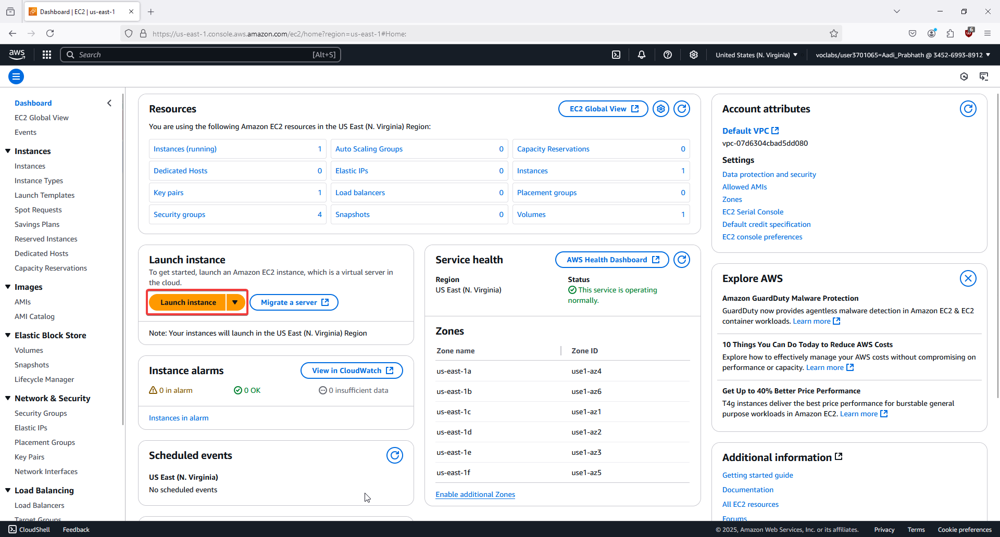 Dashboard | EC2 | us-east-1
https://us-east-1.console.aws.amazon.com/ec2/home?region=us-east-1#Home:
6
aws
Search
[Alt+S]
United States (N. Virginia)
voclabs/user3701065=Aadi_Prabhath @ 3452-6993-8912
Dashboard
EC2 Global View
Events
Instances
Instances
Instance Types
Launch Templates
Spot Requests
Savings Plans
Reserved Instances
Dedicated Hosts
Capacity Reservations
Images
AMIs
AMI Catalog
Elastic Block Store
Volumes
Snapshots
Lifecycle Manager
Network & Security
Security Groups
Elastic IPs
Placement Groups
Key Pairs
Network Interfaces
Load Balancing
Load Balancers
Target Groups
Resources
EC2 Global View
You are using the following Amazon EC2 resources in the US East (N. Virginia) Region:
Instances (running) 1
Auto Scaling Groups 0
Capacity Reservations 0
Dedicated Hosts 0
Elastic IPs 0
Instances 1
Key pairs 1
Load balancers 0
Placement groups 0
Security groups 4
Snapshots 0
Volumes 1
Launch instance
To get started, launch an Amazon EC2 instance, which is a virtual server in
the cloud.
Launch instance
Migrate a server
Note: Your instances will launch in the US East (N. Virginia) Region
Instance alarms
View in CloudWatch
0 in alarm
0 OK
0 insufficient data
Instances in alarm
Scheduled events
US East (N. Virginia)
No scheduled events
Service health
AWS Health Dashboard
Region
US East (N. Virginia)
Status
This service is operating
normally.
Zones
Zone name Zone ID
us-east-1a use1-az4
us-east-1b use1-az6
us-east-1c use1-az1
us-east-1d use1-az2
us-east-1e use1-az3
us-east-1f use1-az5
Enable additional Zones
Account attributes
Default VPC
vpc-07d6304cbad5dd080
Settings
Data protection and security
Allowed AMIs
Zones
EC2 Serial Console
Default credit specification
EC2 console preferences
Explore AWS
Amazon GuardDuty Malware Protection
GuardDuty now provides agentless malware detection in Amazon EC2 & EC2
container workloads. Learn more
10 Things You Can Do Today to Reduce AWS Costs
Explore how to effectively manage your AWS costs without compromising on
performance or capacity. Learn more
Get Up to 40% Better Price Performance
T4g instances deliver the best price performance for burstable general
purpose workloads in Amazon EC2. Learn more
Additional information
Getting started guide
Documentation
All EC2 resources
Forums
CloudShell
Feedback
© 2025, Amazon Web Services, Inc. or its affiliates.
Privacy
Terms
Cookie preferences